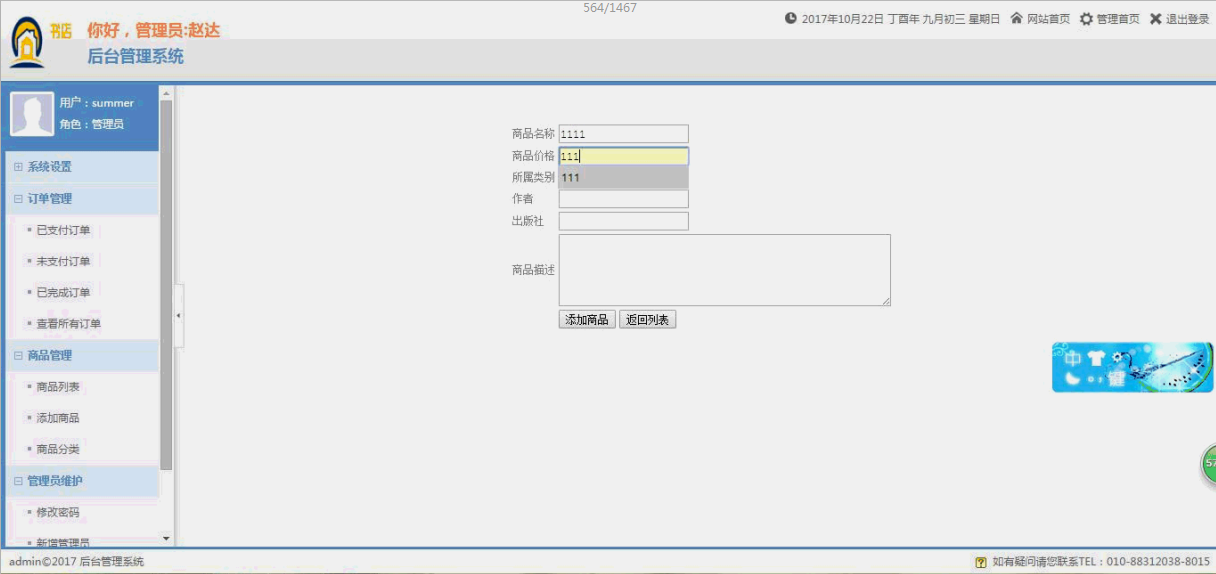 564/1467
书店
你好，管理员:赵达
后台管理系统
2017年10月22日 丁酉年 九月初三 星期日 网站首页 管理首页 退出登录
用户：summer
角色：管理员
系统设置
订单管理
已支付订单
未支付订单
已完成订单
查看所有订单
商品管理
商品列表
添加商品
商品分类
管理员维护
修改密码
新增管理员
商品名称 1111
商品价格 111
所属类别 111
作者
出版社
商品描述
添加商品 返回列表
中
键
57
admin©2017 后台管理系统
如有疑问请您联系TEL：010-88312038-8015